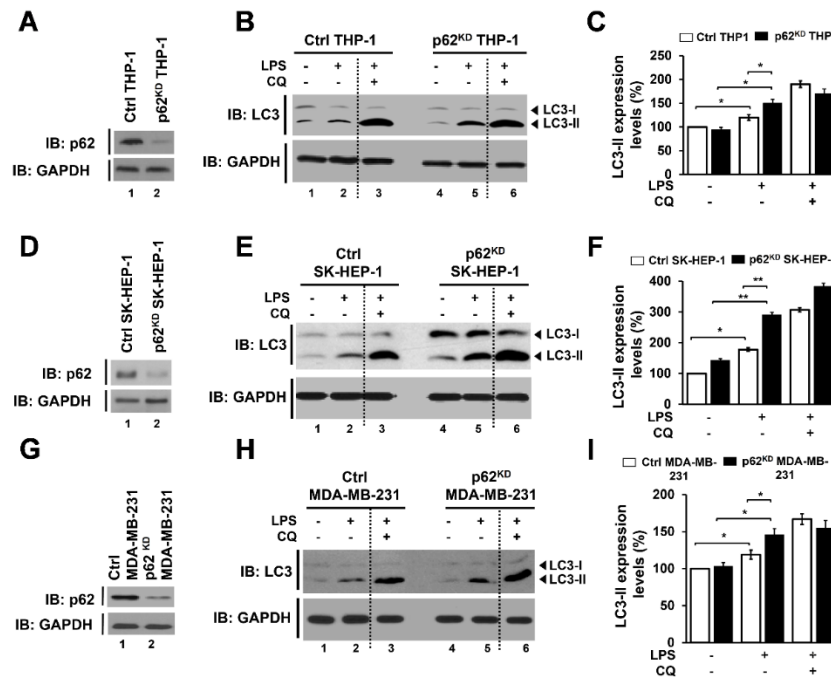 A
Ctrl THP-1
p62KD THP-1
IB: p62
IB: GAPDH
1 2
B
Ctrl THP-1 p62KD THP-1
LPS - + + - + +
CQ + +
IB: LC3
LC3-I
LC3-II
IB: GAPDH
1 2 3 4 5 6
C
Ctrl THP1 p62KD THP
LC3-II expression
levels (%)
250
200
150
100
50
0
* * *
LPS - + +
CQ +
D
Ctrl SK-HEP-1
p62KD SK-HEP-1
IB: p62
IB: GAPDH
1 2
E
Ctrl
SK-HEP-1
p62KD
SK-HEP-1
LPS - + + - + +
CQ + +
IB: LC3
LC3-I
LC3-II
IB: GAPDH
1 2 3 4 5 6
F
Ctrl SK-HEP-1 p62KD SK-HEP-
LC3-II expression
levels (%)
400
300
200
100
0
* ** **
LPS - + +
CQ +
G
Ctrl
MDA-MB-231
p62 KD
MDA-MB-231
IB: p62
IB: GAPDH
1 2
H
Ctrl
MDA-MB-231
p62KD
MDA-MB-231
LPS - + + - + +
CQ + +
IB: LC3
LC3-I
LC3-II
IB: GAPDH
1 2 3 4 5 6
I
Ctrl MDA-MB-
231
p62KD MDA-MB-
231
LC3-II expression
levels (%)
200
150
100
50
0
* * *
LPS - + +
CQ +